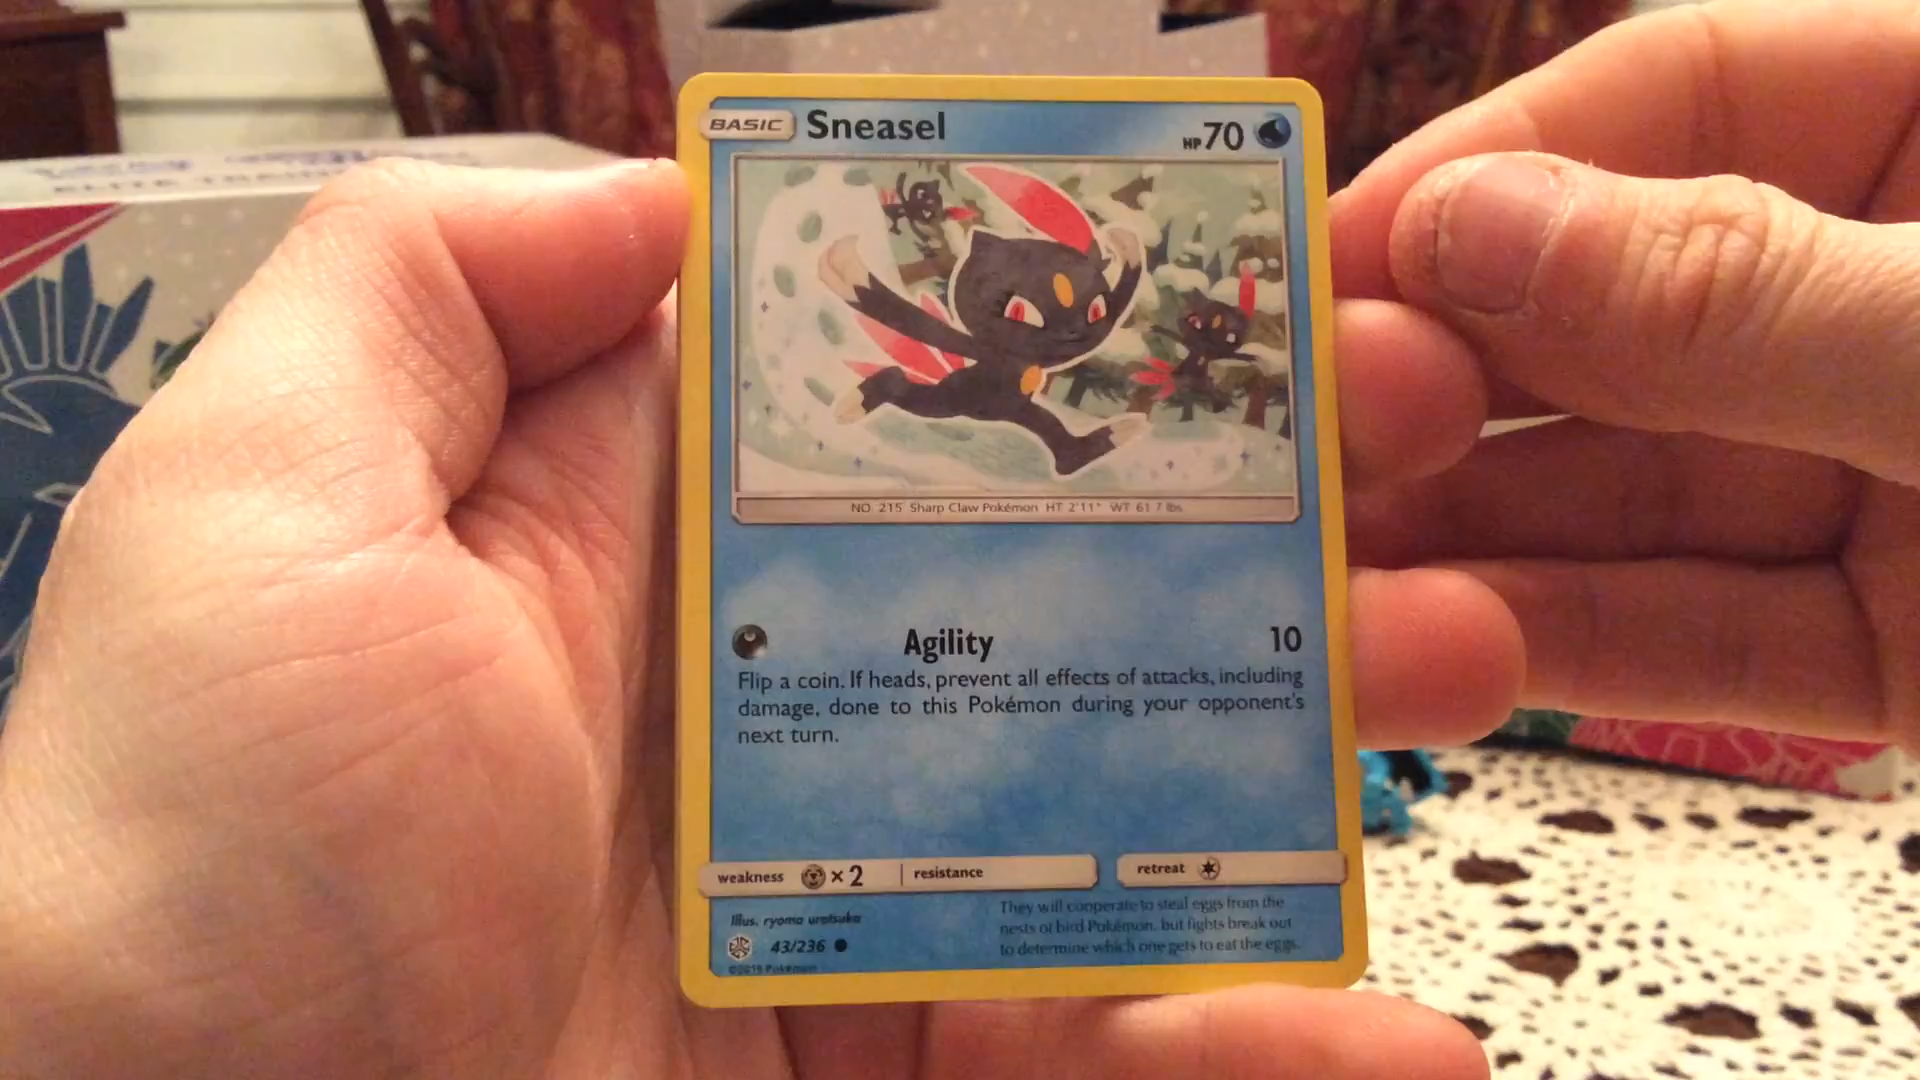 BASIC Sneasel HP 70
NO. 215 Sharp Claw Pokémon HT 2'11" WT 61.7 lbs
Agility 10
Flip a coin. If heads, prevent all effects of attacks, including
damage, done to this Pokémon during your opponent's
next turn.
weakness ×2 resistance retreat
Illus. ryoma uratsuka
43/236
©2019 Pokémon
They will cooperate to steal eggs from the
nests of bird Pokémon, but fights break out
to determine which one gets to eat the eggs.
ELITE TRAI